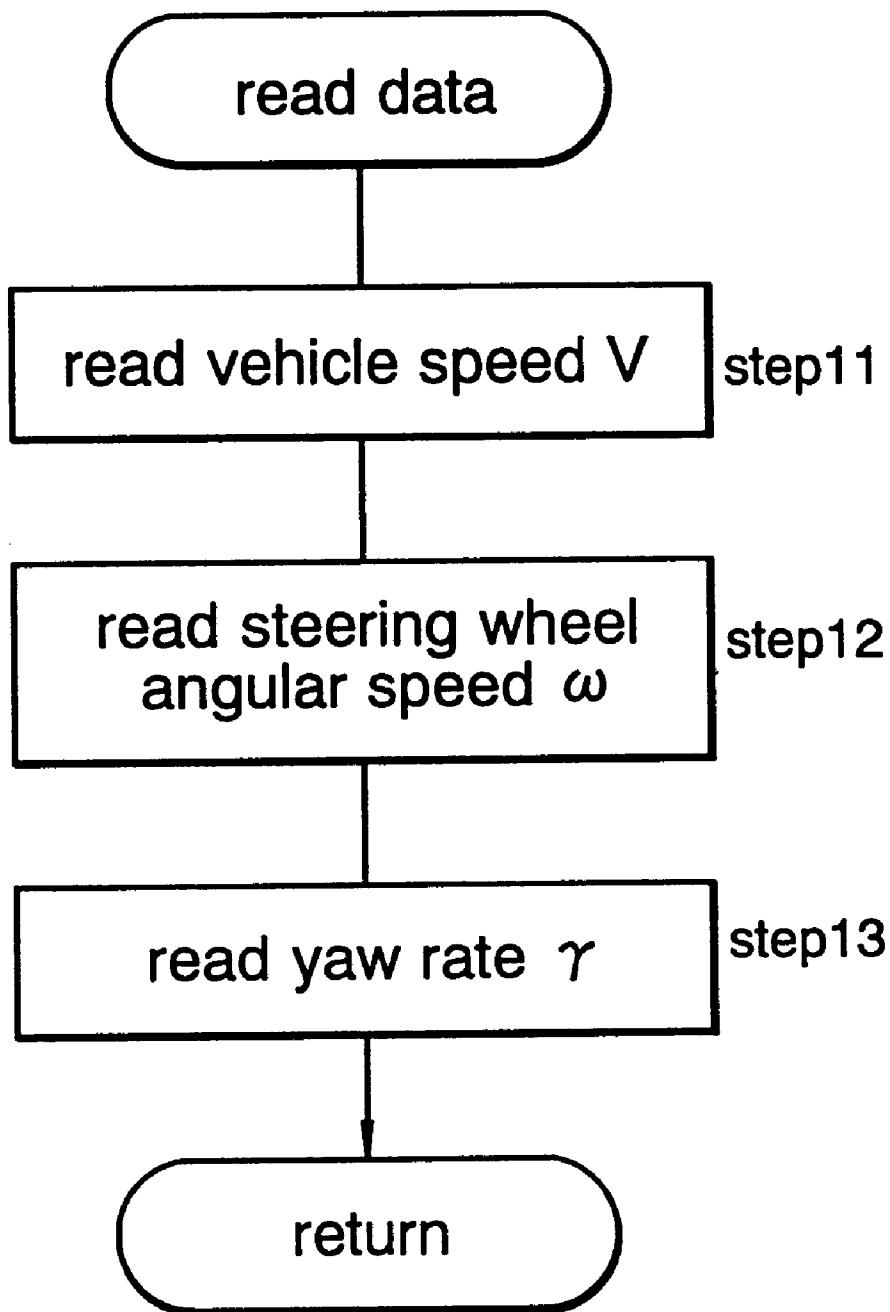 read data
read vehicle speed V
step11
read steering wheel
angular speed ω
step12
read yaw rate γ
step13
return